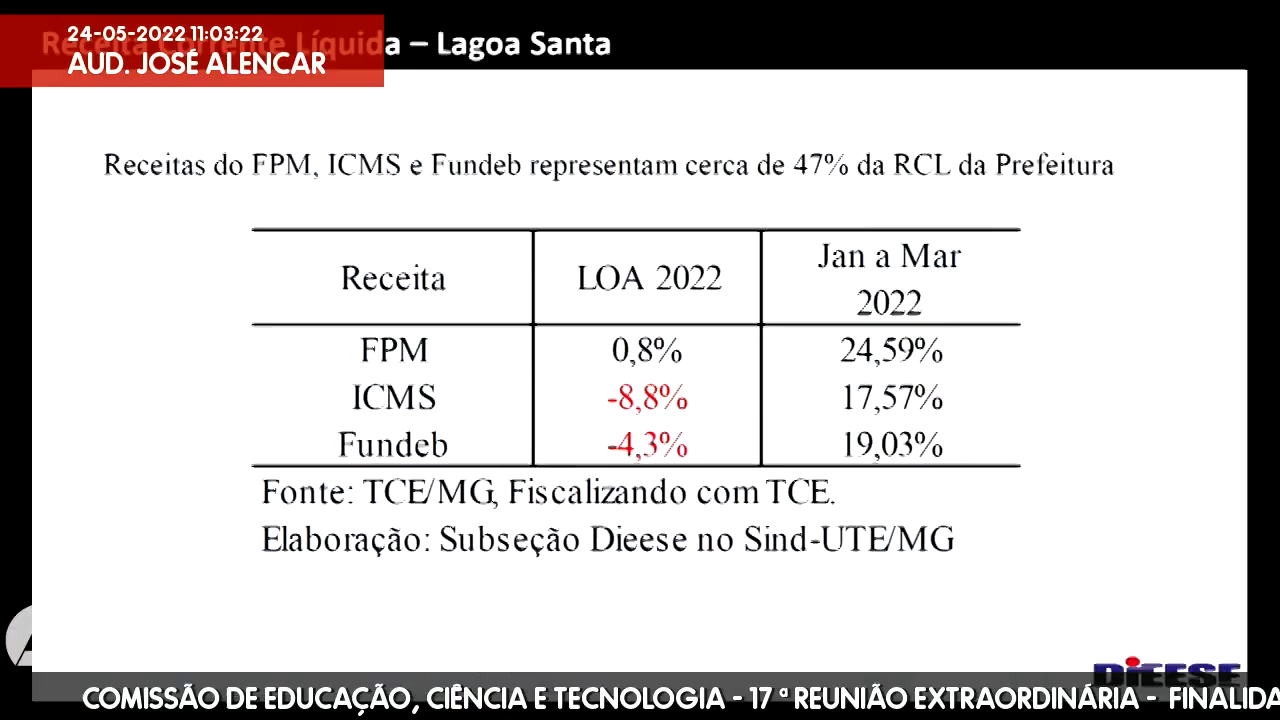 24-05-2022 11:03:22
AUD. JOSÉ ALENCAR
Receita Corrente Líquida – Lagoa Santa
Receitas do FPM, ICMS e Fundeb representam cerca de 47% da RCL da Prefeitura
Receita LOA 2022 Jan a Mar 2022
FPM 0,8% 24,59%
ICMS -8,8% 17,57%
Fundeb -4,3% 19,03%
Fonte: TCE/MG, Fiscalizando com TCE.
Elaboração: Subseção Dieese no Sind-UTE/MG
DIEESE
COMISSÃO DE EDUCAÇÃO, CIÊNCIA E TECNOLOGIA - 17 ª REUNIÃO EXTRAORDINÁRIA - FINALIDA